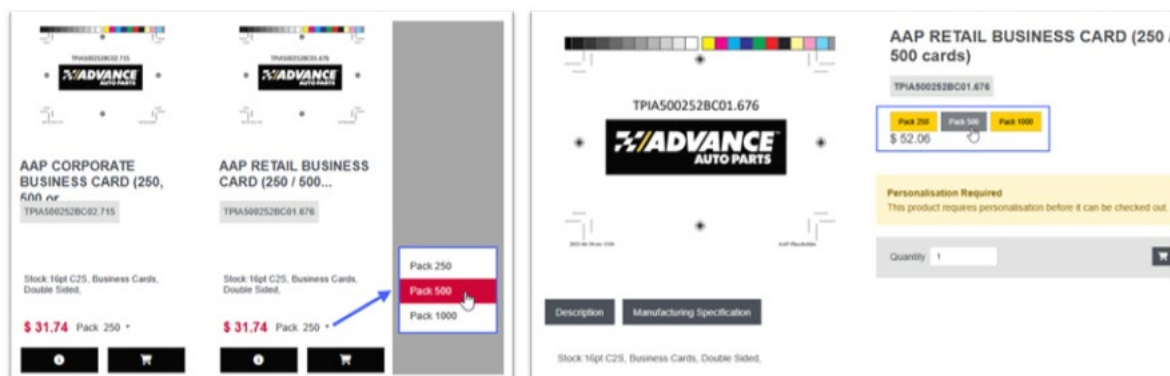 TPIA500252BC02.715
ADVANCE
AUTO PARTS
AAP CORPORATE
BUSINESS CARD (250,
500 or
TPIA500252BC02.715
Stock:16pt C2S, Business Cards,
Double Sided,
$ 31.74 Pack 250
TPIA500252BC01.676
ADVANCE
AUTO PARTS
AAP RETAIL BUSINESS
CARD (250 / 500...
TPIA500252BC01.676
Stock:16pt C2S, Business Cards,
Double Sided,
$ 31.74 Pack 250
Pack 250
Pack 500
Pack 1000
TPIA500252BC01.676
ADVANCE
AUTO PARTS
AAP Placeholder
Description
Manufacturing Specification
Stock:16pt C2S, Business Cards, Double Sided,
AAP RETAIL BUSINESS CARD (250 /
500 cards)
TPIA500252BC01.676
Pack 250 Pack 500 Pack 1000
$ 52.06
Personalisation Required
This product requires personalisation before it can be checked out.
Quantity 1